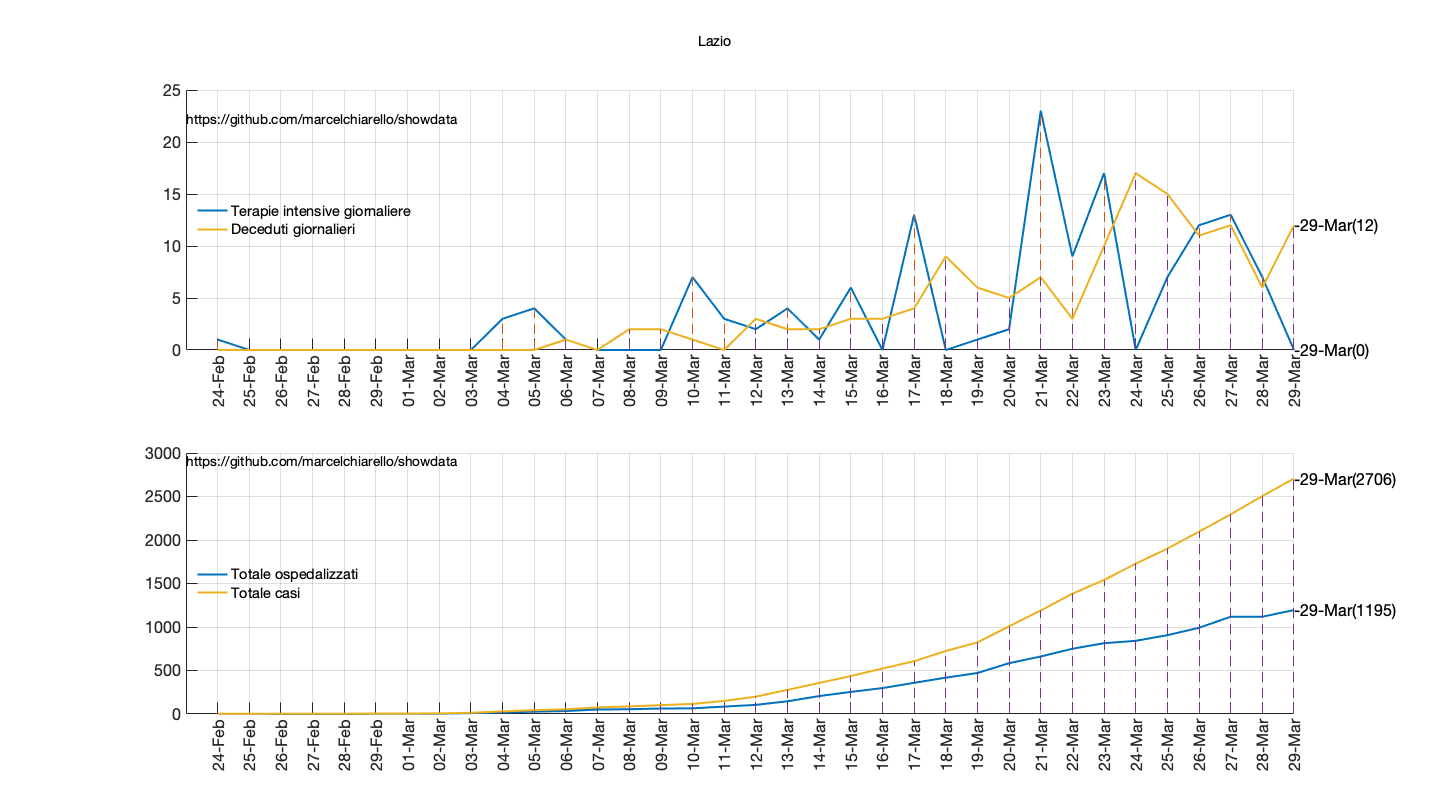 Lazio
25
https://github.com/marcelchiarello/showdata
20
15
Terapie intensive giornaliere
Deceduti giornalieri
-29-Mar(12)
10
5
0
-29-Mar(0)
24-Feb
25-Feb
26-Feb
27-Feb
28-Feb
29-Feb
01-Mar
02-Mar
03-Mar
04-Mar
05-Mar
06-Mar
07-Mar
08-Mar
09-Mar
10-Mar
11-Mar
12-Mar
13-Mar
14-Mar
15-Mar
16-Mar
17-Mar
18-Mar
19-Mar
20-Mar
21-Mar
22-Mar
23-Mar
24-Mar
25-Mar
26-Mar
27-Mar
28-Mar
29-Mar
3000
https://github.com/marcelchiarello/showdata
-29-Mar(2706)
2500
2000
Totale ospedalizzati
1500
Totale casi
-29-Mar(1195)
1000
500
0
24-Feb
25-Feb
26-Feb
27-Feb
28-Feb
29-Feb
01-Mar
02-Mar
03-Mar
04-Mar
05-Mar
06-Mar
07-Mar
08-Mar
09-Mar
10-Mar
11-Mar
12-Mar
13-Mar
14-Mar
15-Mar
16-Mar
17-Mar
18-Mar
19-Mar
20-Mar
21-Mar
22-Mar
23-Mar
24-Mar
25-Mar
26-Mar
27-Mar
28-Mar
29-Mar